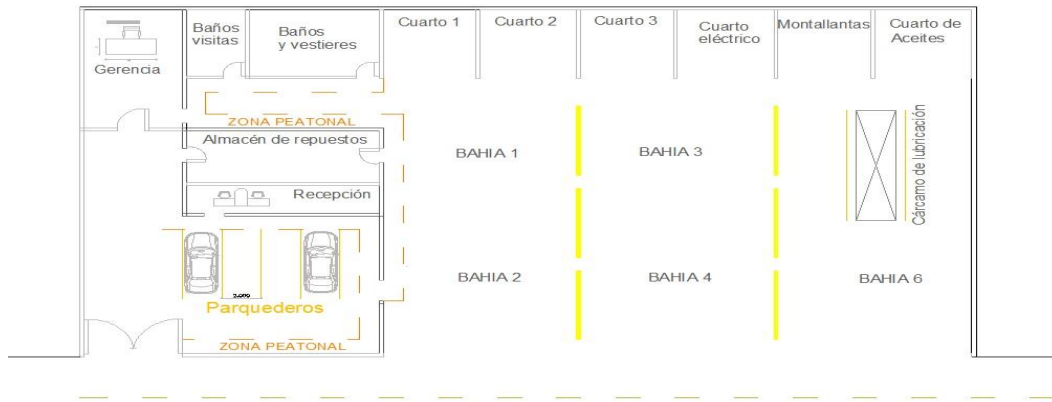 Cuarto 1
Cuarto 2
Cuarto 3
Cuarto
eléctrico
Montallantas
Cuarto de
Aceites
Baños
visitas
Baños
y vestieres
Gerencia
ZONA PEATONAL
Almacén de repuestos
BAHIA 1
BAHIA 3
Cárcamo de lubricación
Recepción
BAHIA 2
BAHIA 4
BAHIA 6
Parquederos
ZONA PEATONAL